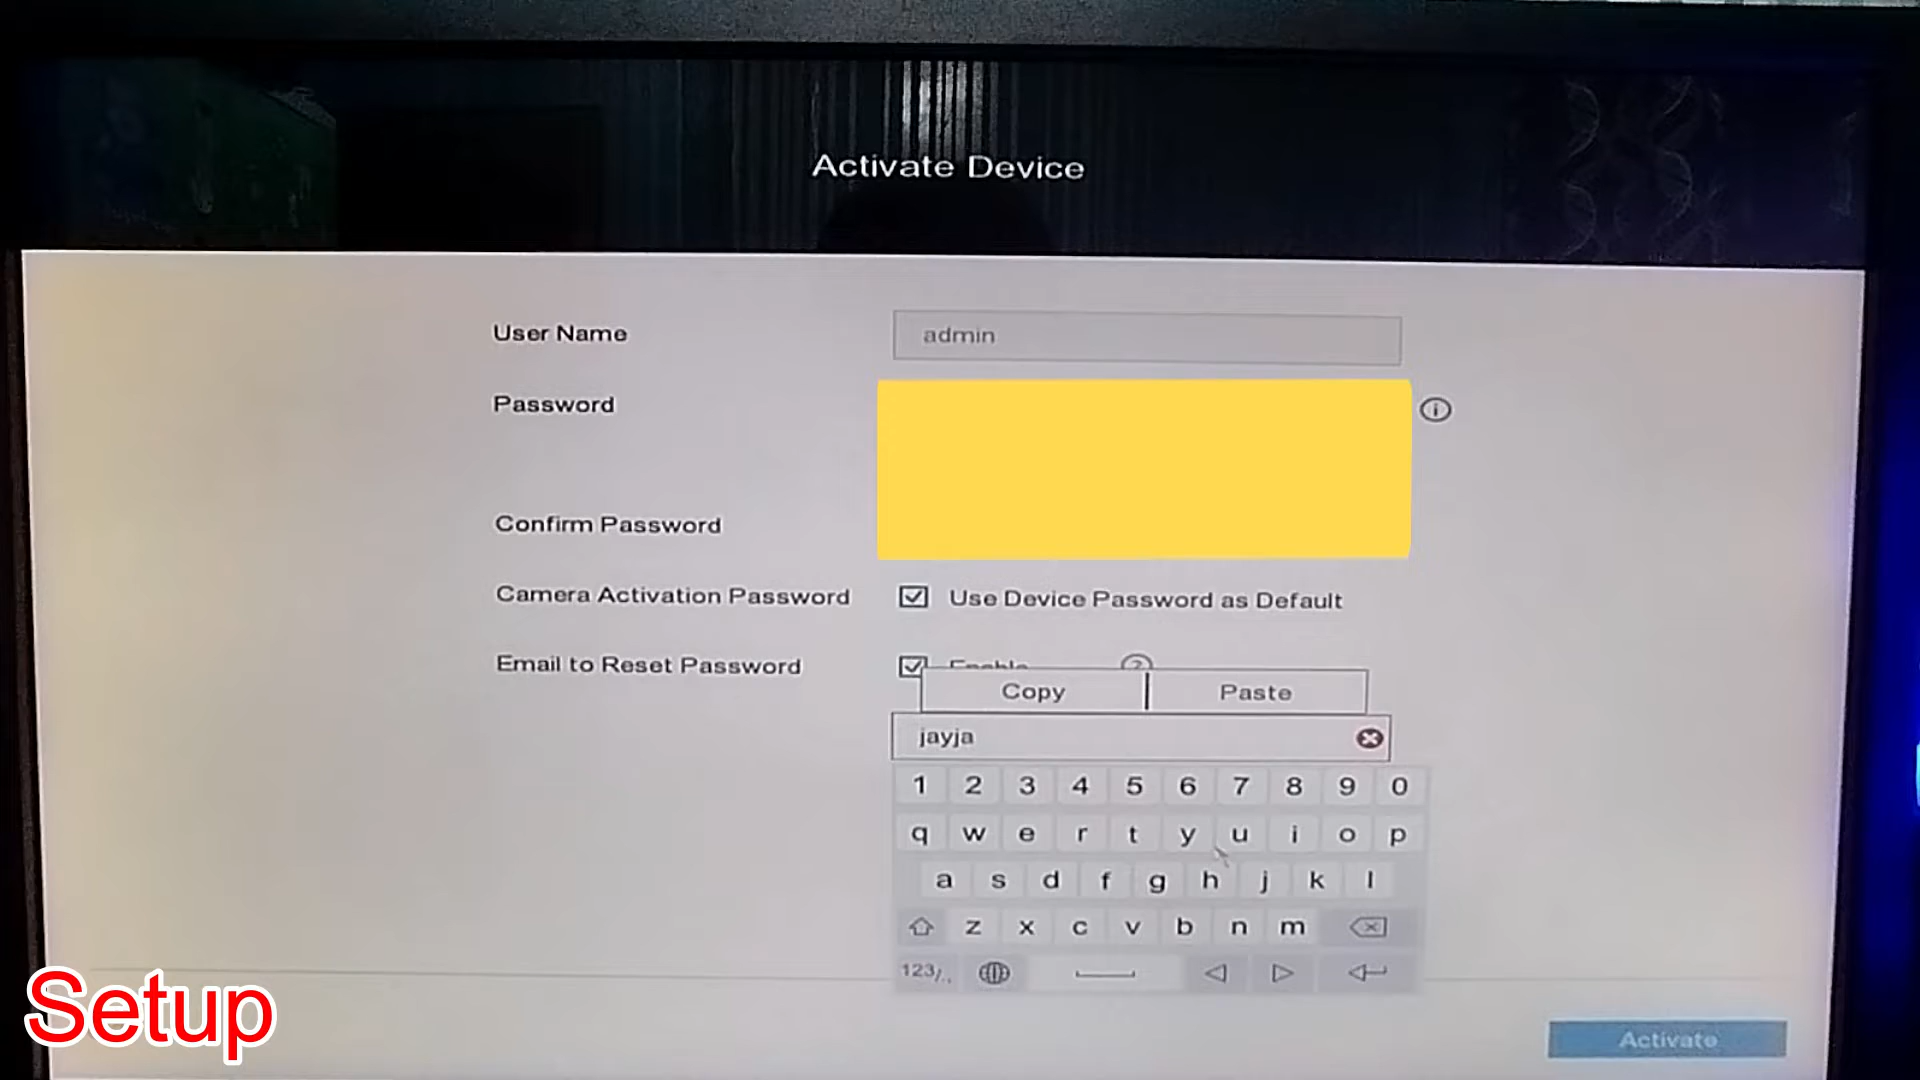 Activate Device
User Name admin
Password
Confirm Password
Camera Activation Password Use Device Password as Default
Email to Reset Password Enable
Copy Paste
jayja
1 2 3 4 5 6 7 8 9 0
q w e r t y u i o p
a s d f g h j k l
z x c v b n m
123/.,
Setup
Activate